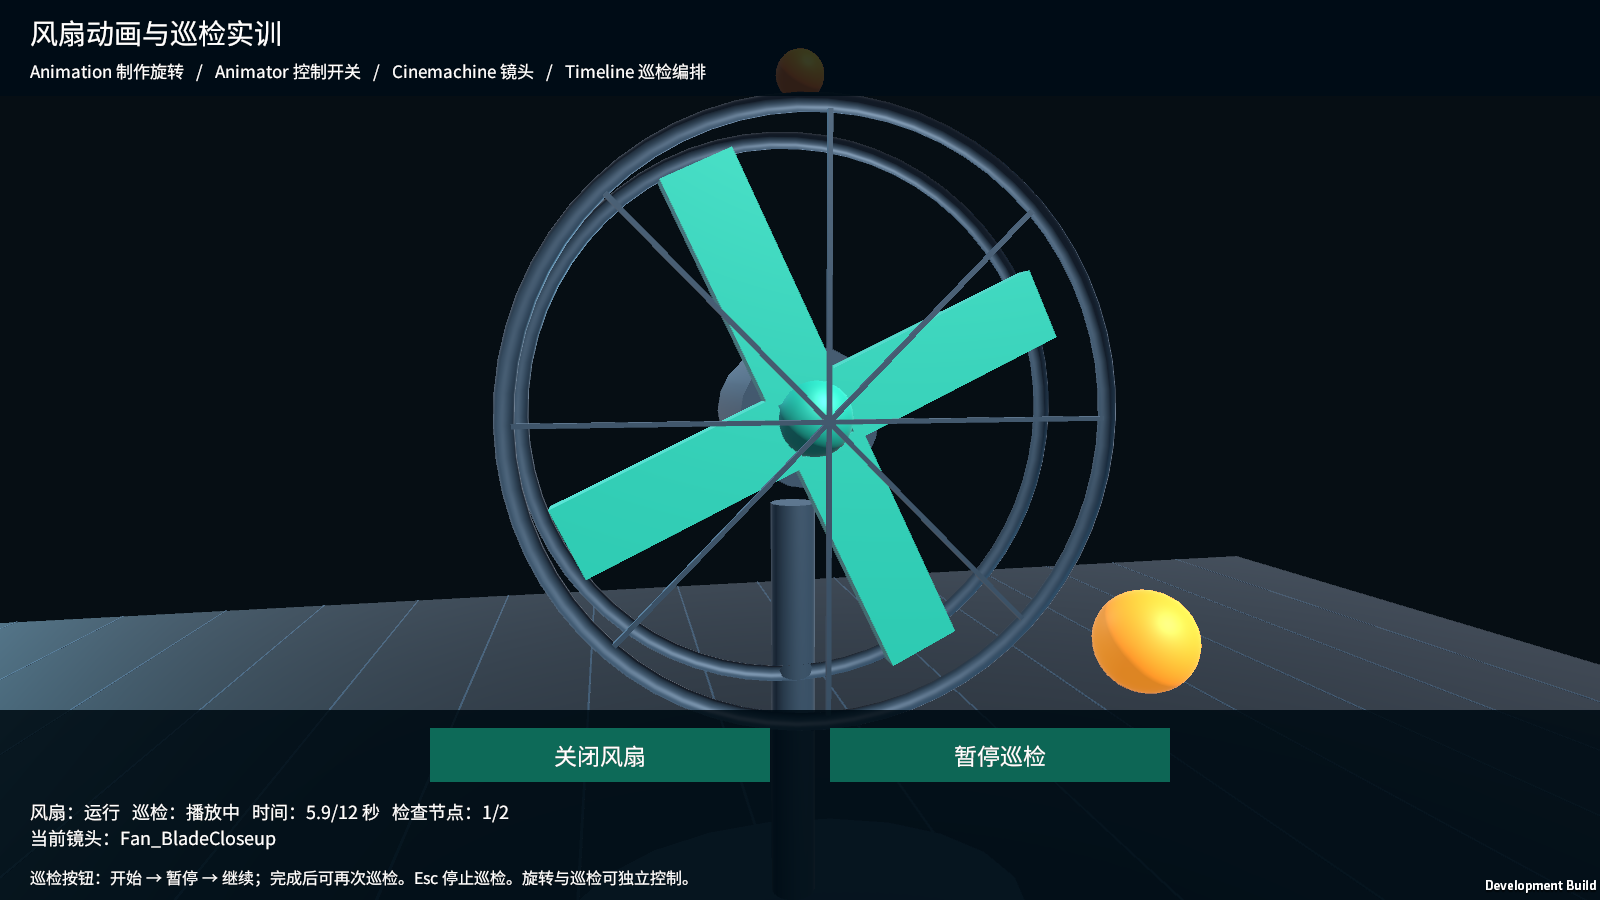 风扇动画与巡检实训
Animation 制作旋转 / Animator 控制开关 / Cinemachine 镜头 / Timeline 巡检编排
关闭风扇
暂停巡检
风扇：运行 巡检：播放中 时间：5.9/12 秒 检查节点：1/2
当前镜头：Fan_BladeCloseup
巡检按钮：开始 → 暂停 → 继续；完成后可再次巡检。Esc 停止巡检。旋转与巡检可独立控制。
Development Build